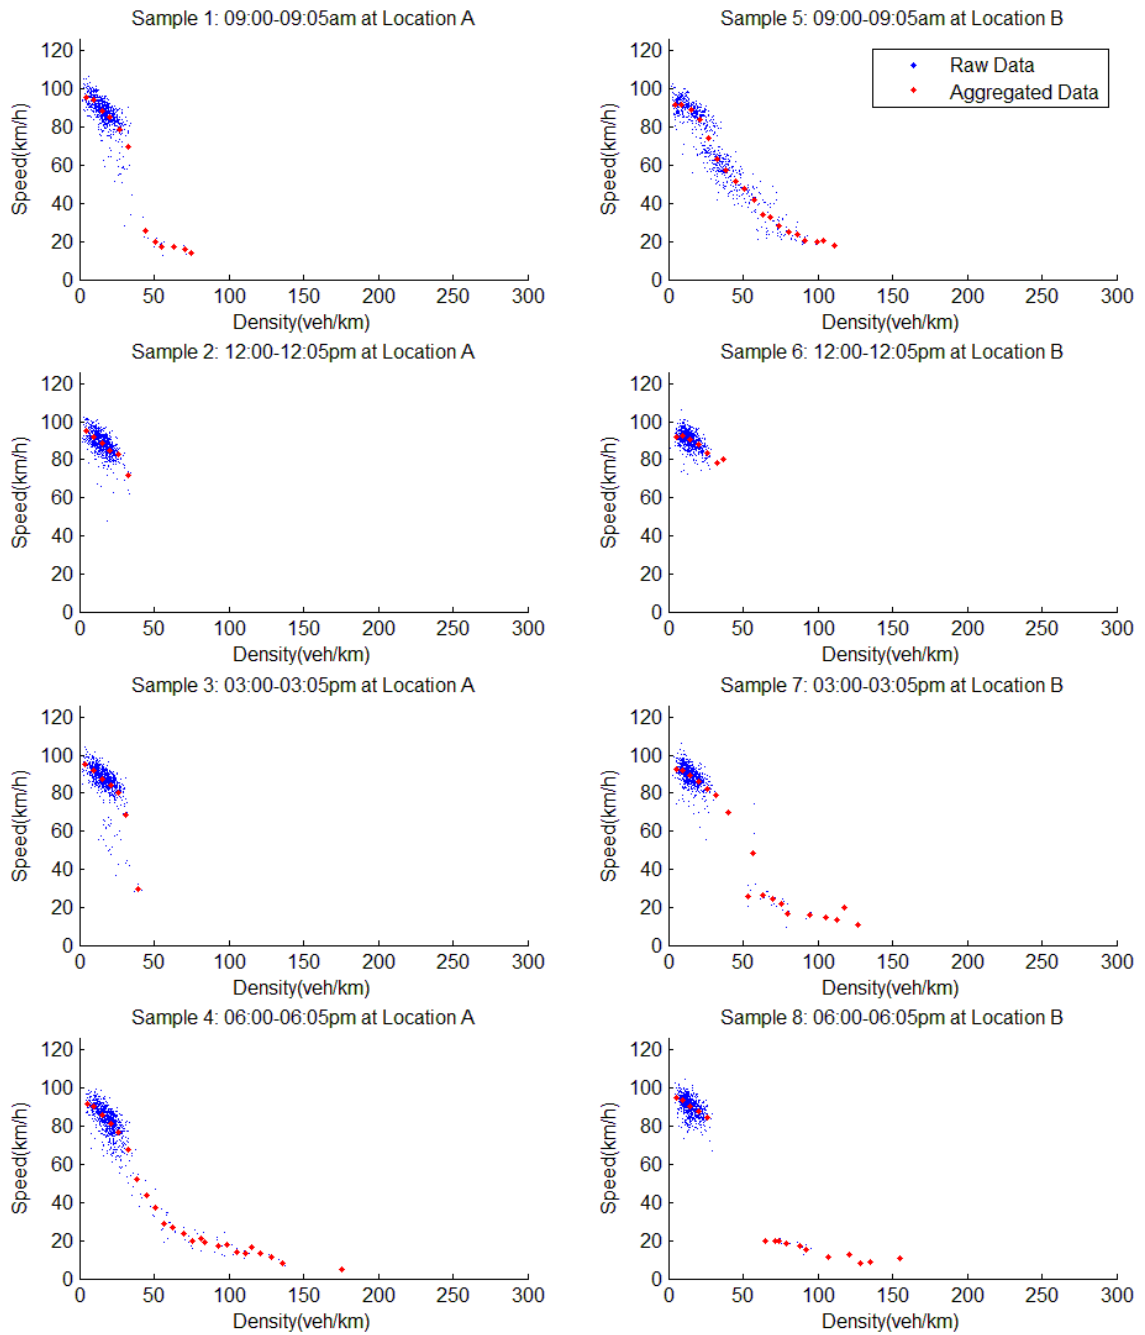 Sample 1: 09:00-09:05am at Location A
120
100
80
60
40
20
0
Speed(km/h)
0 50 100 150 200 250 300
Density(veh/km)
Sample 5: 09:00-09:05am at Location B
Raw Data
Aggregated Data
120
100
80
60
40
20
0
Speed(km/h)
0 50 100 150 200 250 300
Density(veh/km)
Sample 2: 12:00-12:05pm at Location A
120
100
80
60
40
20
0
Speed(km/h)
0 50 100 150 200 250 300
Density(veh/km)
Sample 6: 12:00-12:05pm at Location B
120
100
80
60
40
20
0
Speed(km/h)
0 50 100 150 200 250 300
Density(veh/km)
Sample 3: 03:00-03:05pm at Location A
120
100
80
60
40
20
0
Speed(km/h)
0 50 100 150 200 250 300
Density(veh/km)
Sample 7: 03:00-03:05pm at Location B
120
100
80
60
40
20
0
Speed(km/h)
0 50 100 150 200 250 300
Density(veh/km)
Sample 4: 06:00-06:05pm at Location A
120
100
80
60
40
20
0
Speed(km/h)
0 50 100 150 200 250 300
Density(veh/km)
Sample 8: 06:00-06:05pm at Location B
120
100
80
60
40
20
0
Speed(km/h)
0 50 100 150 200 250 300
Density(veh/km)